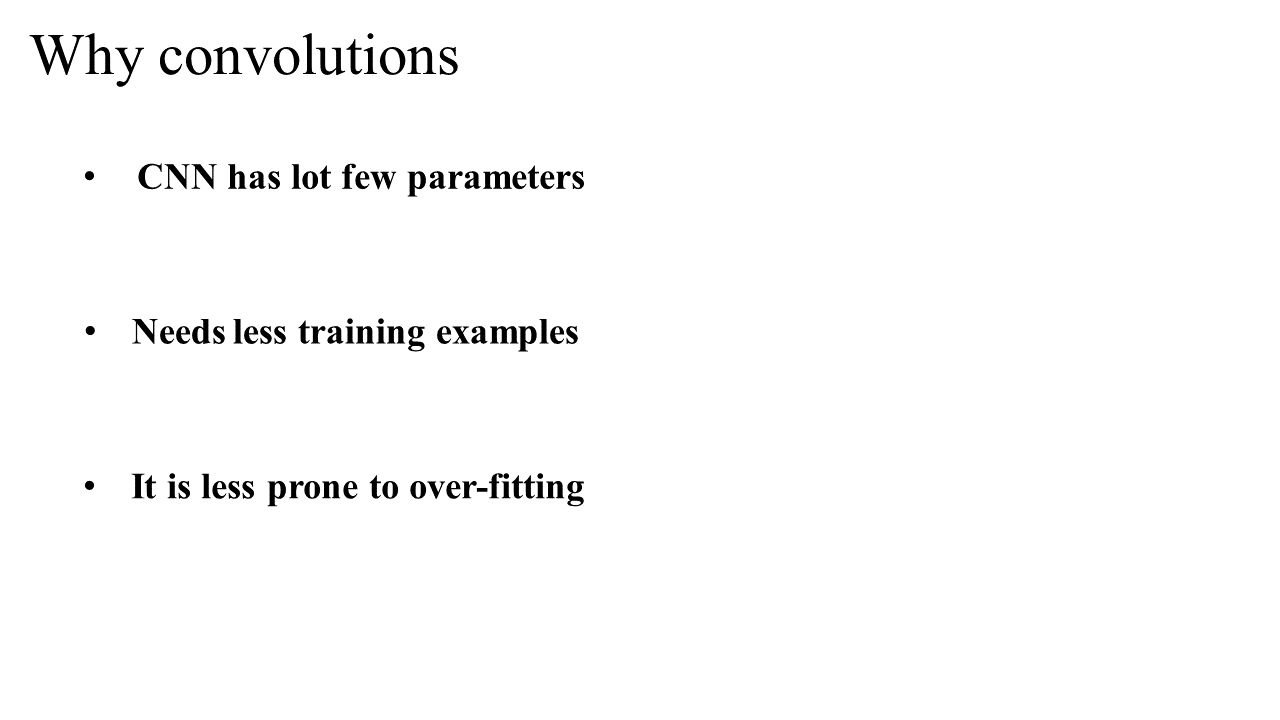 Why convolutions
• CNN has lot few parameters
• Needs less training examples
• It is less prone to over-fitting